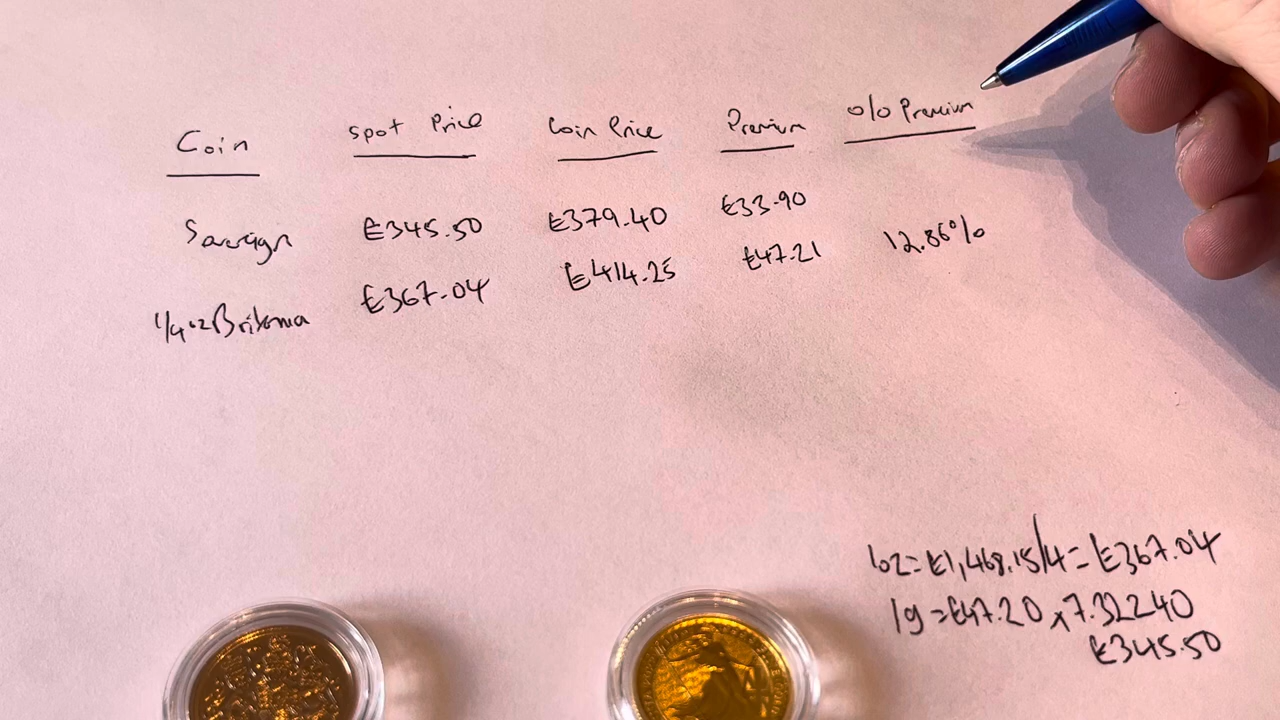 Coin Spot Price Coin Price Premium % Premium
Sovereign £345.50 £379.40 £33.90
1/4oz Britannia £367.04 £414.25 £47.21 12.86%
1oz = £1,468.15/4 = £367.04
1g = £47.20 x 7.32240
£345.50